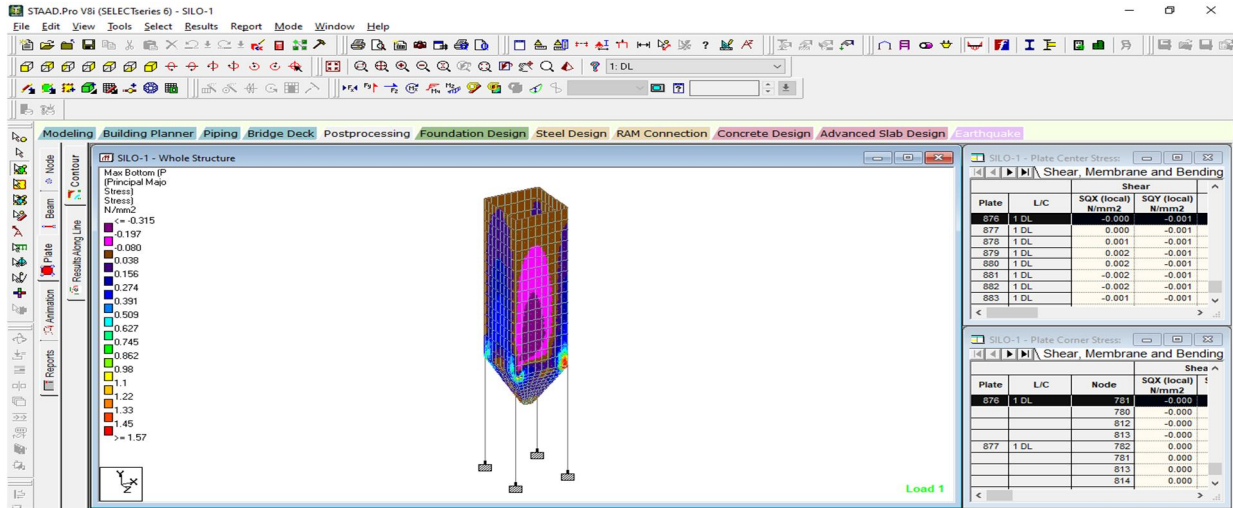 STAAD.Pro V8i (SELECTseries 6) - SILO-1
File Edit View Tools Select Results Report Mode Window Help
1: DL
Modeling Building Planner Piping Bridge Deck Postprocessing Foundation Design Steel Design RAM Connection Concrete Design Advanced Slab Design Earthquake
Node
Beam
Plate
Animation
Reports
Contour
Results Along Line
SILO-1 - Whole Structure
Max Bottom (P
(Principal Majo
Stress)
Stress)
N/mm2
<= -0.315
-0.197
-0.080
0.038
0.156
0.274
0.391
0.509
0.627
0.745
0.862
0.98
1.1
1.22
1.33
1.45
>= 1.57
Y
X
Z
Load 1
SILO-1 - Plate Center Stress:
Shear, Membrane and Bending
Shear
Plate L/C SQX (local) N/mm2 SQY (local) N/mm2
876 1 DL -0.000 -0.001
877 1 DL 0.000 -0.001
878 1 DL 0.001 -0.001
879 1 DL 0.002 -0.001
880 1 DL 0.002 -0.001
881 1 DL -0.002 -0.001
882 1 DL -0.002 -0.001
883 1 DL -0.001 -0.001
SILO-1 - Plate Corner Stress:
Shear, Membrane and Bending
Shea
Plate L/C Node SQX (local) N/mm2
876 1 DL 781 -0.000
780 -0.000
812 -0.000
813 -0.000
877 1 DL 782 0.000
781 0.000
813 0.000
814 0.000